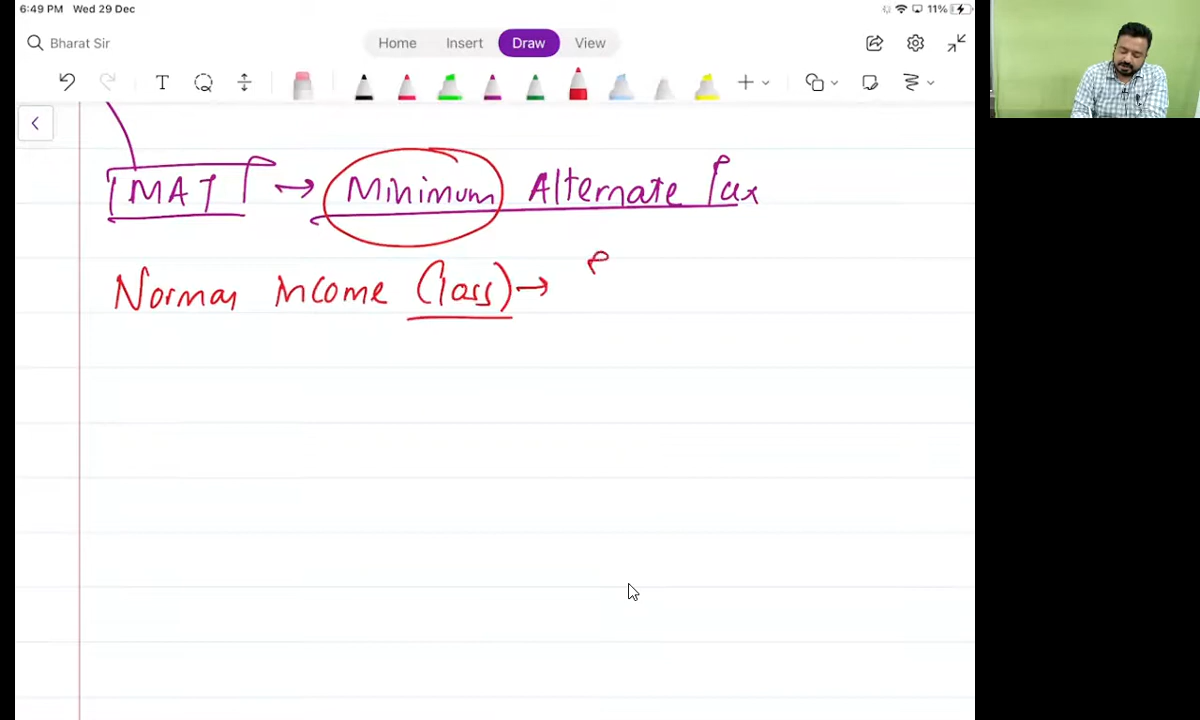 6:49 PM Wed 29 Dec
11%
Bharat Sir
Home Insert Draw View
T
MAT → Minimum Alternate Tax
Normal income (loss) →